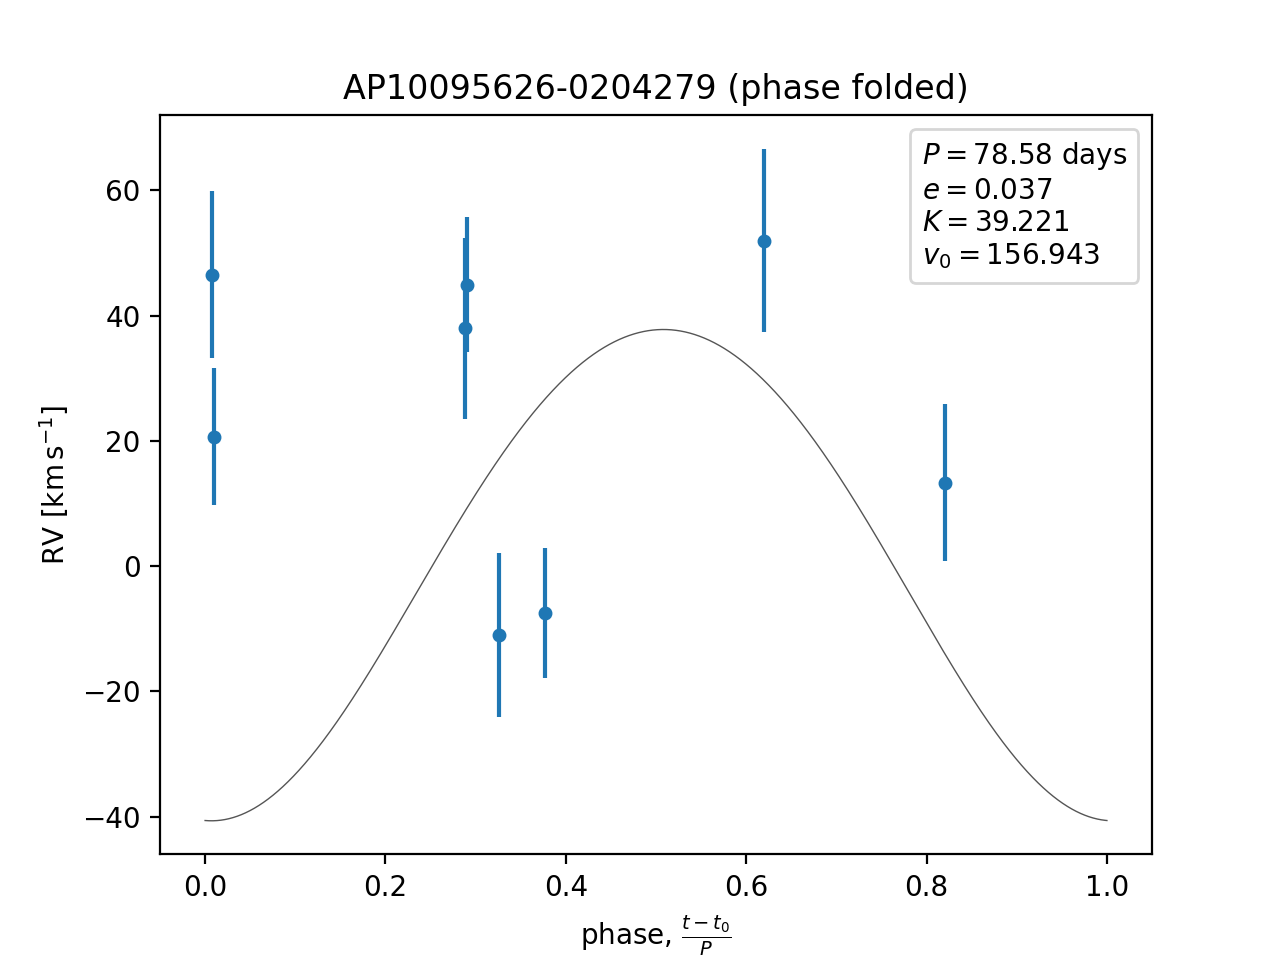 AP10095626-0204279 (phase folded)
P = 78.58 days
e = 0.037
K = 39.221
v₀ = 156.943
RV [km s⁻¹]
60
40
20
0
−20
−40
0.0 0.2 0.4 0.6 0.8 1.0
phase, (t − t₀)/P